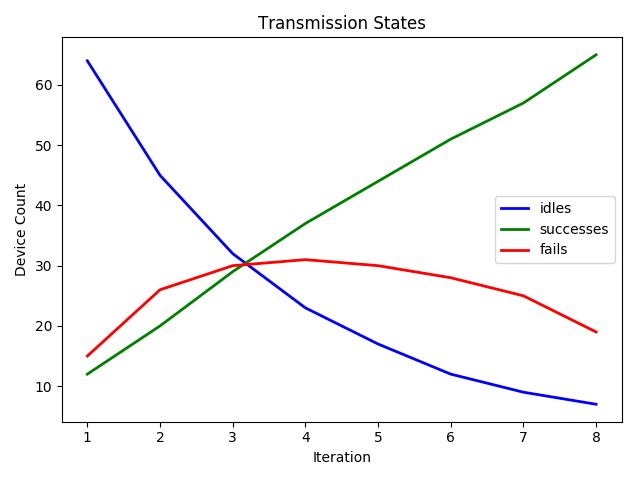 Transmission States
Device Count
60
50
40
30
20
10
idles
successes
fails
1 2 3 4 5 6 7 8
Iteration